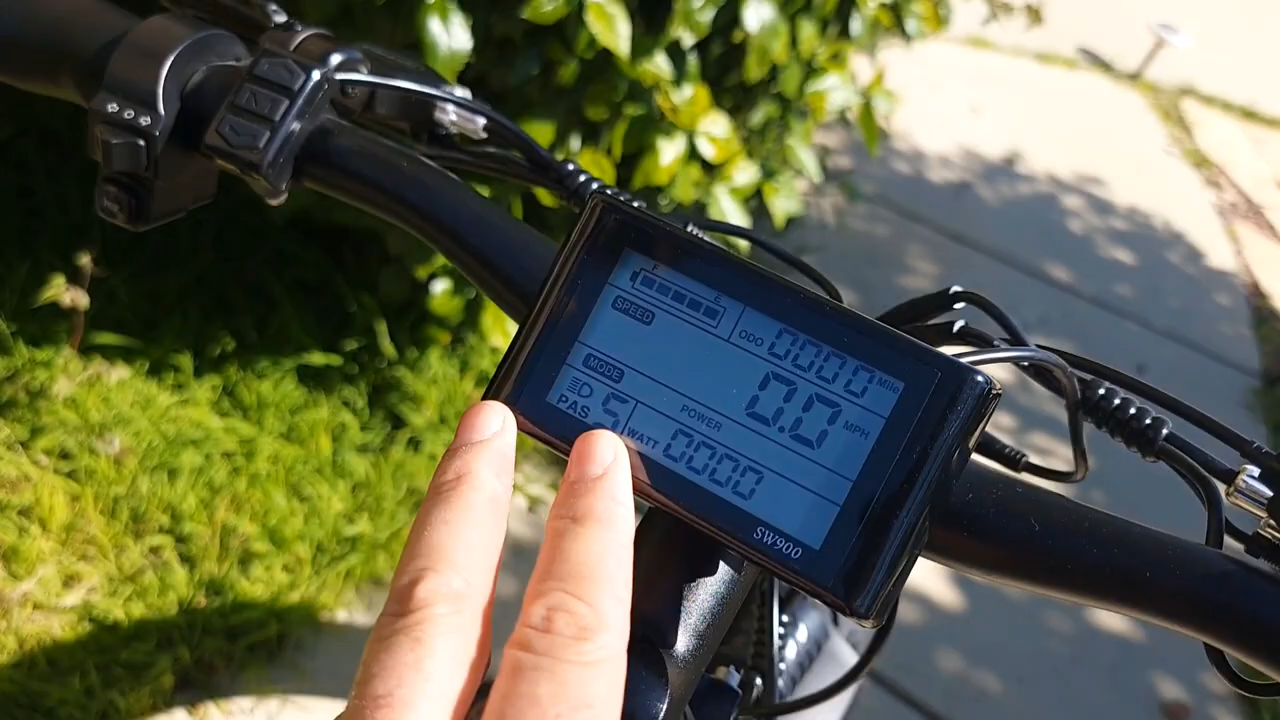 F E
SPEED
ODO 0000 Mile
MODE
0.0 MPH
PAS 5
POWER
WATT 0000
SW900